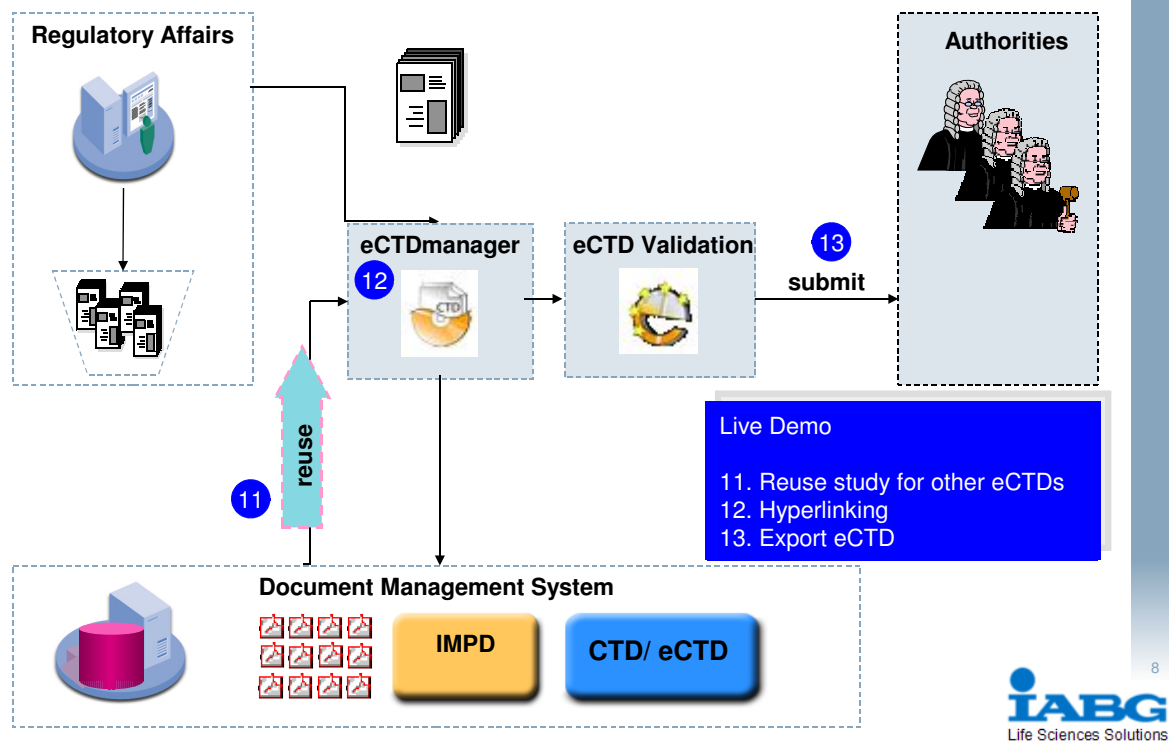 Regulatory Affairs
Authorities
eCTDmanager
12
CTD
eCTD Validation
13
submit
reuse
11
Live Demo
11. Reuse study for other eCTDs
12. Hyperlinking
13. Export eCTD
Document Management System
IMPD
CTD/ eCTD
8
IABG
Life Sciences Solutions